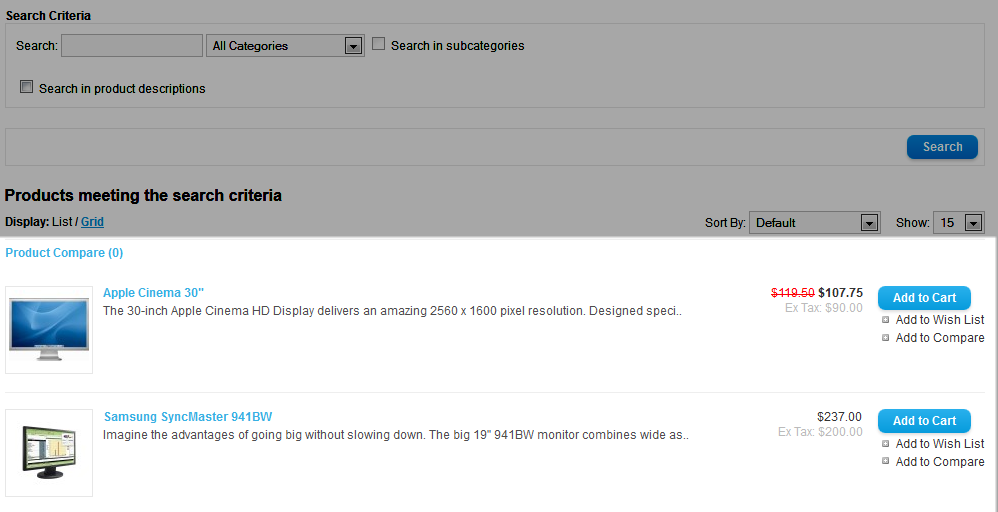 Search Criteria
Search: All Categories Search in subcategories
Search in product descriptions
Search
Products meeting the search criteria
Display: List / Grid Sort By: Default Show: 15
Product Compare (0)
Apple Cinema 30" $119.50 $107.75 Add to Cart
The 30-inch Apple Cinema HD Display delivers an amazing 2560 x 1600 pixel resolution. Designed speci.. Ex Tax: $90.00
Add to Wish List
Add to Compare
Samsung SyncMaster 941BW $237.00 Add to Cart
Imagine the advantages of going big without slowing down. The big 19" 941BW monitor combines wide as.. Ex Tax: $200.00
Add to Wish List
Add to Compare